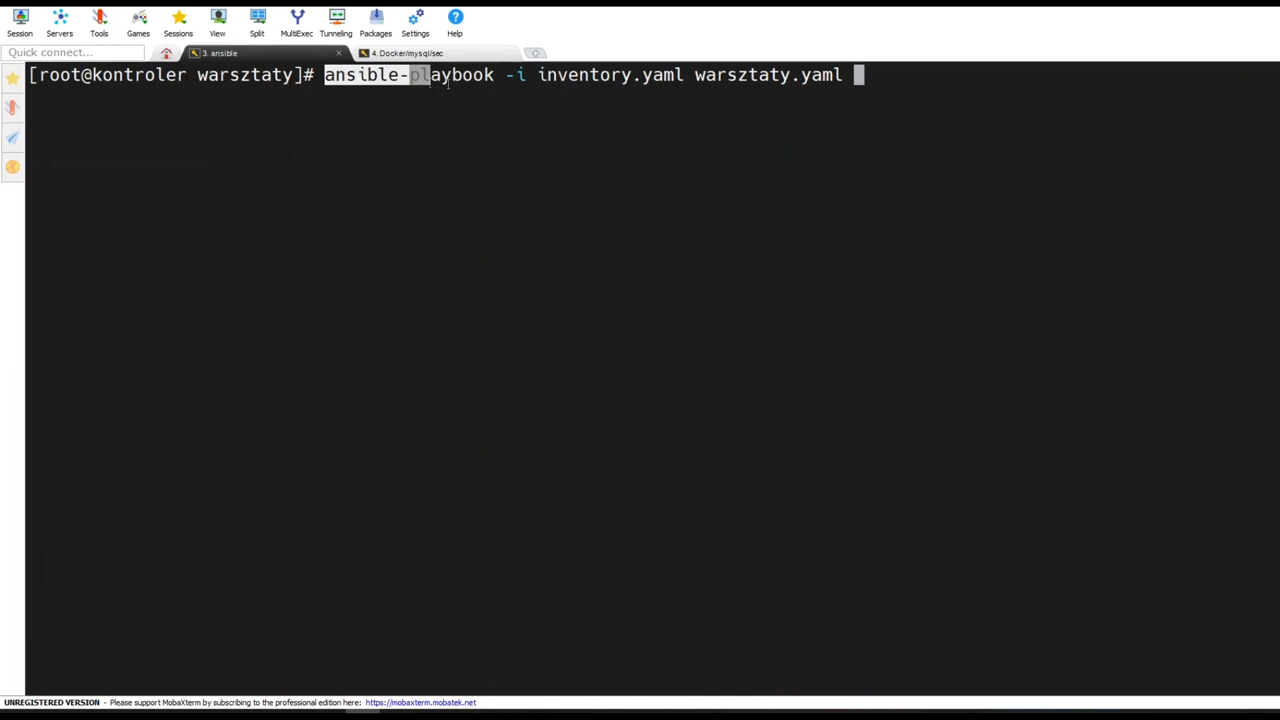 Session Servers Tools Games Sessions View Split MultiExec Tunneling Packages Settings Help
Quick connect... 3. ansible 4. Docker/mysql/sec
[root@kontroler warsztaty]# ansible-playbook -i inventory.yaml warsztaty.yaml
UNREGISTERED VERSION - Please support MobaXterm by subscribing to the professional edition here: https://mobaxterm.mobatek.net